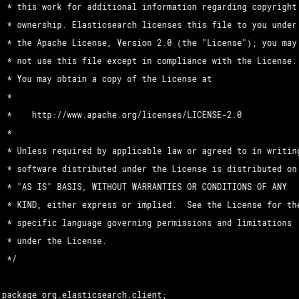 * this work for additional information regarding copyright
* ownership. Elasticsearch licenses this file to you under
* the Apache License, Version 2.0 (the "License"); you may
* not use this file except in compliance with the License.
* You may obtain a copy of the License at
*
*    http://www.apache.org/licenses/LICENSE-2.0
*
* Unless required by applicable law or agreed to in writing
* software distributed under the License is distributed on
* "AS IS" BASIS, WITHOUT WARRANTIES OR CONDITIONS OF ANY
* KIND, either express or implied.  See the License for the
* specific language governing permissions and limitations
* under the License.
*/
package org.elasticsearch.client;